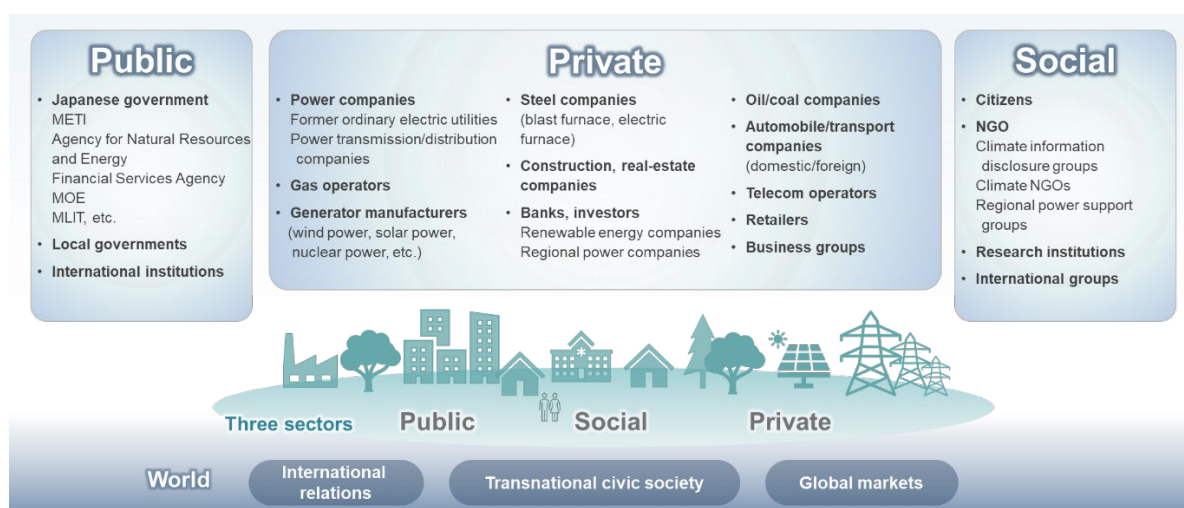 Public
• Japanese government
METI
Agency for Natural Resources
and Energy
Financial Services Agency
MOE
MLIT, etc.
• Local governments
• International institutions
Private
• Power companies
Former ordinary electric utilities
Power transmission/distribution
companies
• Gas operators
• Generator manufacturers
(wind power, solar power,
nuclear power, etc.)
• Steel companies
(blast furnace, electric
furnace)
• Construction, real-estate
companies
• Banks, investors
Renewable energy companies
Regional power companies
• Oil/coal companies
• Automobile/transport
companies
(domestic/foreign)
• Telecom operators
• Retailers
• Business groups
Social
• Citizens
• NGO
Climate information
disclosure groups
Climate NGOs
Regional power support
groups
• Research institutions
• International groups
Three sectors
Public
Social
Private
World
International
relations
Transnational civic society
Global markets